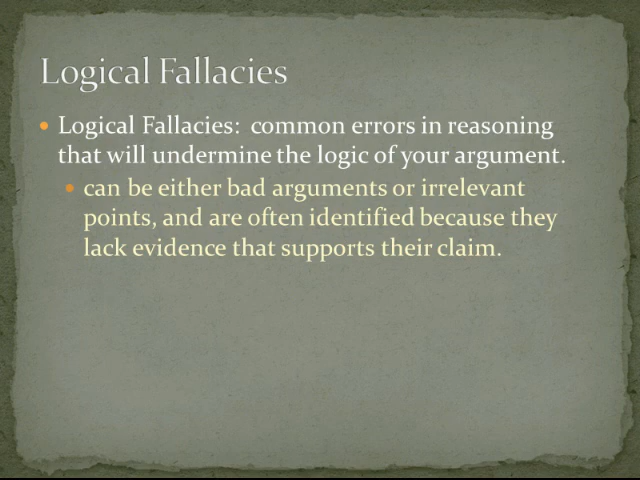 Logical Fallacies
• Logical Fallacies:  common errors in reasoning
that will undermine the logic of your argument.
• can be either bad arguments or irrelevant
points, and are often identified because they
lack evidence that supports their claim.